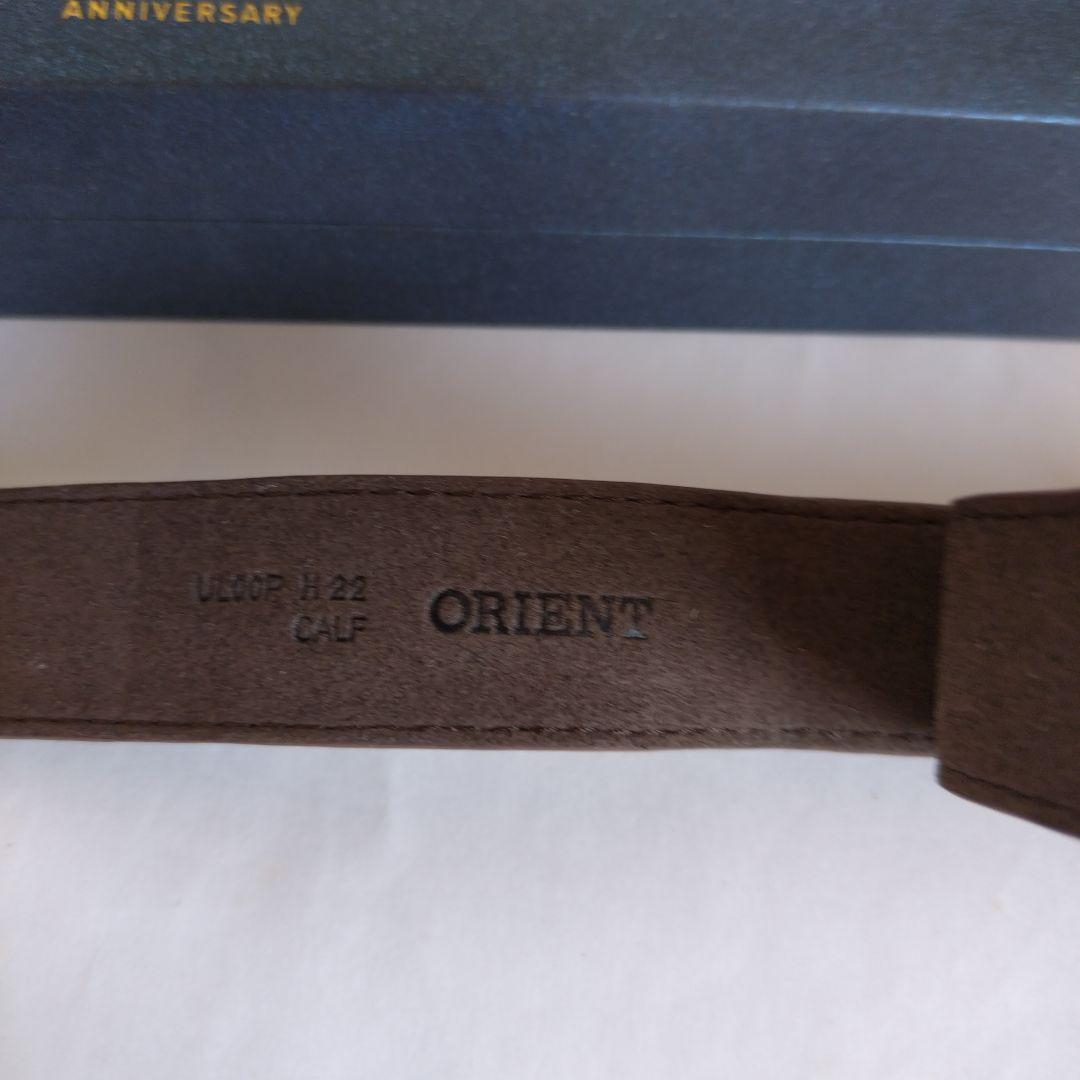 ANNIVERSARY
UL00P H 22
CALF
ORIENT